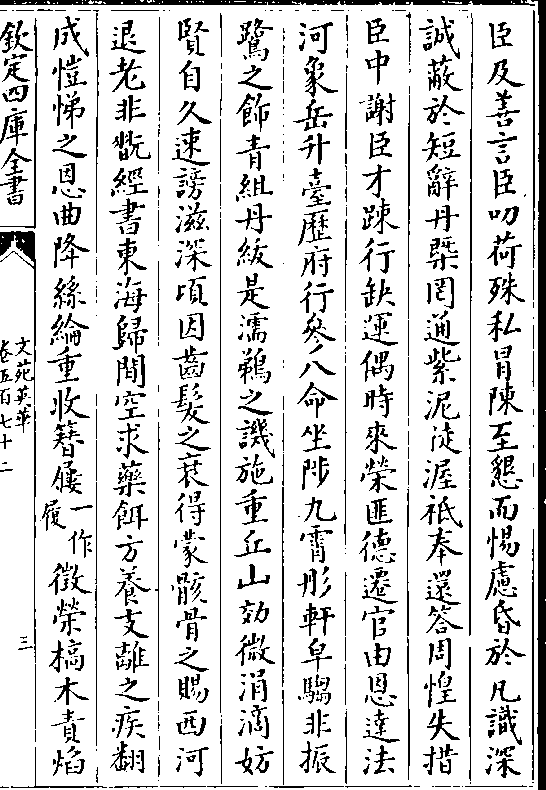 臣及善言臣叨荷殊私冒陳至懇而惕慮昏於凡識深
誠蔽於短辭丹槩罔通紫泥徒渥祗奉還答周惶失措
臣中謝臣才踈行缺運偶時來榮匪德遷官由恩達法
河象岳升臺歷府行參八命坐陟九霄彤軒皁騶非振
鷺之飾青組丹紱是濡鵜之譏施重丘山効微涓滴妨
賢自久速謗滋深頃因齒髮之衰得蒙骸骨之賜西河
退老非翫經書東海歸閒空求藥餌方養支離之疾翻
成愷悌之恩曲降絲綸重收簪屨一作履徵榮槁木責焰
欽定四庫全書
文苑英華
卷五百七十二
三